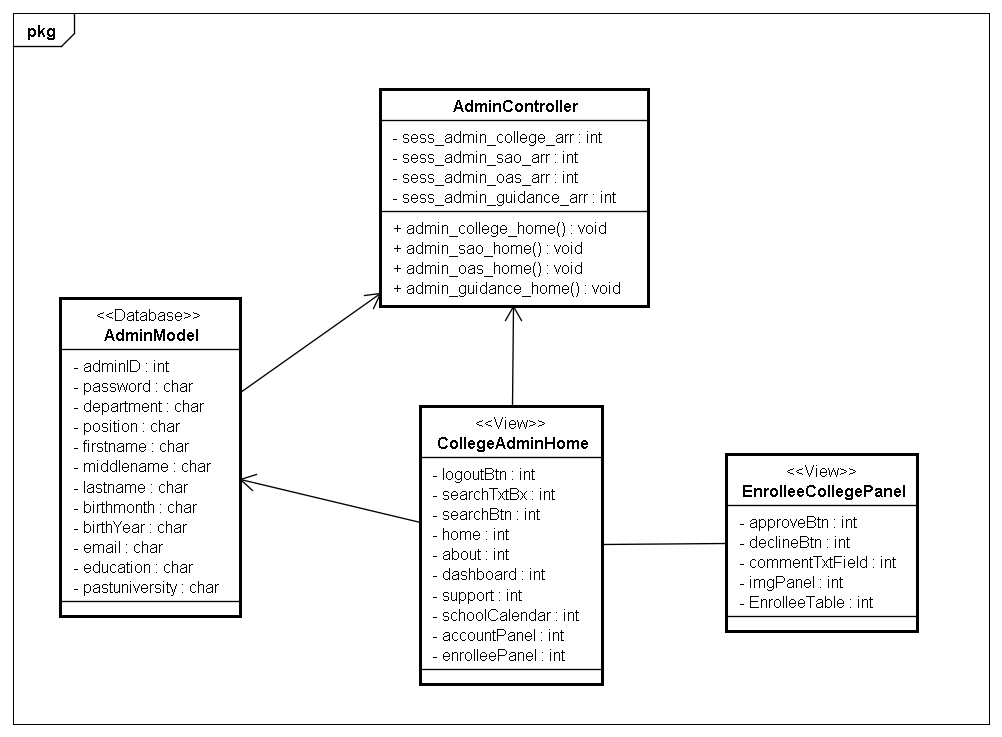 pkg
AdminController
- sess_admin_college_arr : int
- sess_admin_sao_arr : int
- sess_admin_oas_arr : int
- sess_admin_guidance_arr : int
+ admin_college_home() : void
+ admin_sao_home() : void
+ admin_oas_home() : void
+ admin_guidance_home() : void
<<Database>>
AdminModel
- adminID : int
- password : char
- department : char
- position : char
- firstname : char
- middlename : char
- lastname : char
- birthmonth : char
- birthYear : char
- email : char
- education : char
- pastuniversity : char
<<View>>
CollegeAdminHome
- logoutBtn : int
- searchTxtBx : int
- searchBtn : int
- home : int
- about : int
- dashboard : int
- support : int
- schoolCalendar : int
- accountPanel : int
- enrolleePanel : int
<<View>>
EnrolleeCollegePanel
- approveBtn : int
- declineBtn : int
- commentTxtField : int
- imgPanel : int
- EnrolleeTable : int